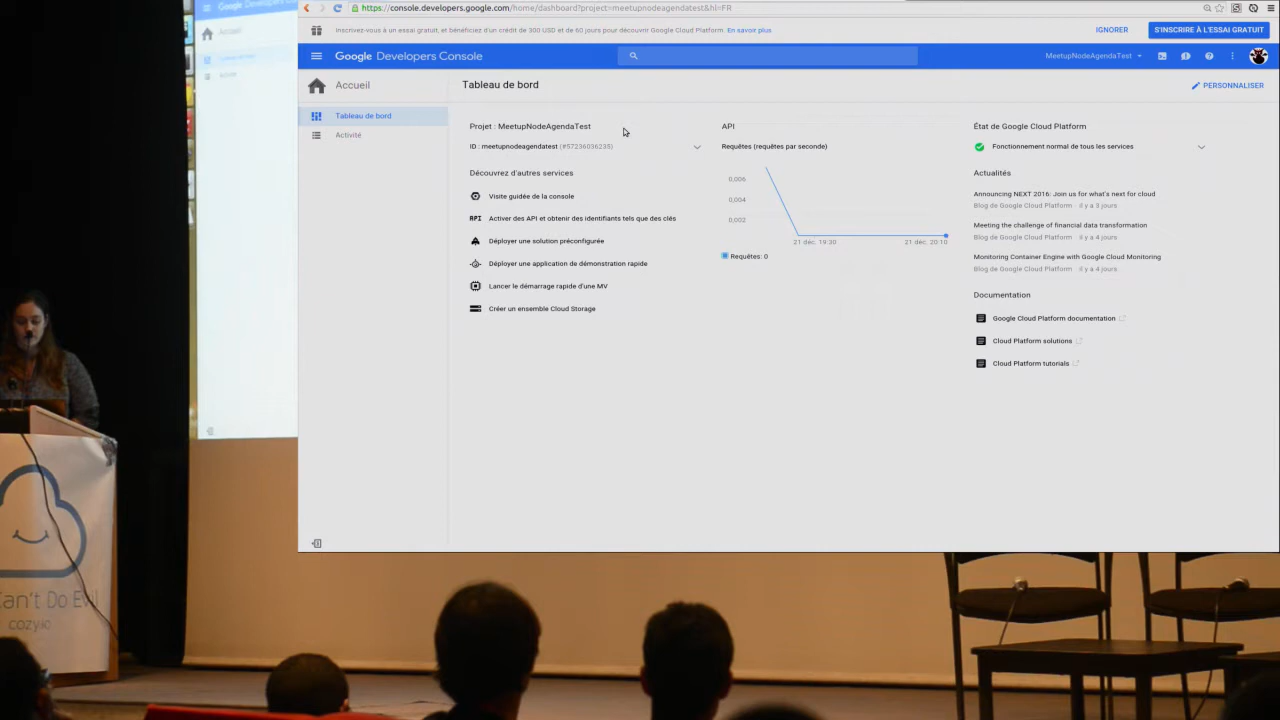 https://console.developers.google.com/home/dashboard?project=meetupnodeagendatest&hl=FR
Inscrivez-vous à un essai gratuit, et bénéficiez d'un crédit de 300 USD et de 60 jours pour découvrir Google Cloud Platform. En savoir plus
IGNORER
S'INSCRIRE À L'ESSAI GRATUIT
Google Developers Console
MeetupNodeAgendaTest
Accueil
Tableau de bord
PERSONNALISER
Tableau de bord
Activité
Projet : MeetupNodeAgendaTest
ID : meetupnodeagendatest (#57236036235)
Découvrez d'autres services
Visite guidée de la console
API Activer des API et obtenir des identifiants tels que des clés
Déployer une solution préconfigurée
Déployer une application de démonstration rapide
Lancer le démarrage rapide d'une MV
Créer un ensemble Cloud Storage
API
Requêtes (requêtes par seconde)
0,006
0,004
0,002
21 déc. 19:30
21 déc. 20:10
Requêtes: 0
État de Google Cloud Platform
Fonctionnement normal de tous les services
Actualités
Announcing NEXT 2016: Join us for what's next for cloud
Blog de Google Cloud Platform - il y a 3 jours
Meeting the challenge of financial data transformation
Blog de Google Cloud Platform - il y a 4 jours
Monitoring Container Engine with Google Cloud Monitoring
Blog de Google Cloud Platform - il y a 4 jours
Documentation
Google Cloud Platform documentation
Cloud Platform solutions
Cloud Platform tutorials
Google Developers
Accueil
an't Do Evil
cozy.io